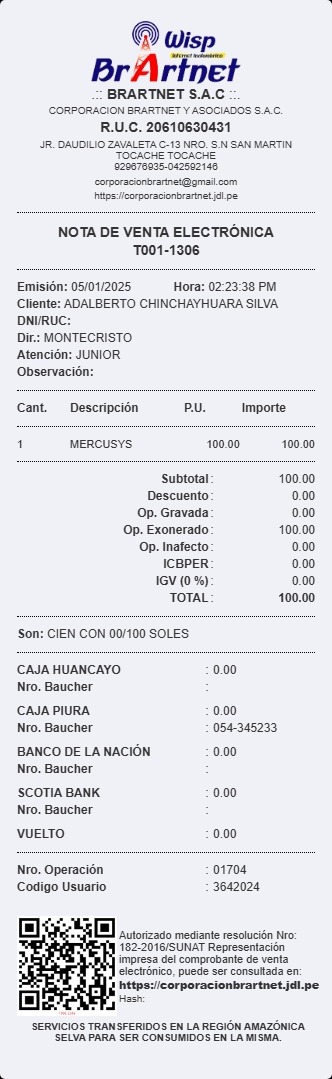 Wisp
Internet Inalámbrico
BrArtnet
.:: BRARTNET S.A.C ::.
CORPORACION BRARTNET Y ASOCIADOS S.A.C.
R.U.C. 20610630431
JR. DAUDILIO ZAVALETA C-13 NRO. S.N SAN MARTIN
TOCACHE TOCACHE
929676935-042592146
corporacionbrartnet@gmail.com
https://corporacionbrartnet.jdl.pe
NOTA DE VENTA ELECTRÓNICA
T001-1306
Emisión: 05/01/2025 Hora: 02:23:38 PM
Cliente: ADALBERTO CHINCHAYHUARA SILVA
DNI/RUC:
Dir.: MONTECRISTO
Atención: JUNIOR
Observación:
Cant. Descripción P.U. Importe
1 MERCUSYS 100.00 100.00
Subtotal : 100.00
Descuento : 0.00
Op. Gravada : 0.00
Op. Exonerado : 100.00
Op. Inafecto : 0.00
ICBPER : 0.00
IGV (0 %) : 0.00
TOTAL : 100.00
Son: CIEN CON 00/100 SOLES
CAJA HUANCAYO : 0.00
Nro. Baucher :
CAJA PIURA : 0.00
Nro. Baucher : 054-345233
BANCO DE LA NACIÓN : 0.00
Nro. Baucher :
SCOTIA BANK : 0.00
Nro. Baucher :
VUELTO : 0.00
Nro. Operación : 01704
Codigo Usuario : 3642024
Autorizado mediante resolución Nro:
182-2016/SUNAT Representación
impresa del comprobante de venta
electrónico, puede ser consultada en:
https://corporacionbrartnet.jdl.pe
Hash:
SERVICIOS TRANSFERIDOS EN LA REGIÓN AMAZÓNICA
SELVA PARA SER CONSUMIDOS EN LA MISMA.